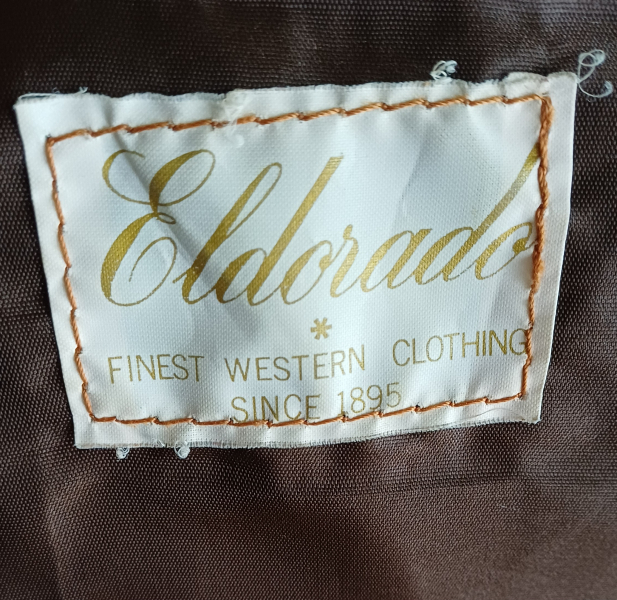 Eldorado
*
FINEST WESTERN CLOTHING
SINCE 1895